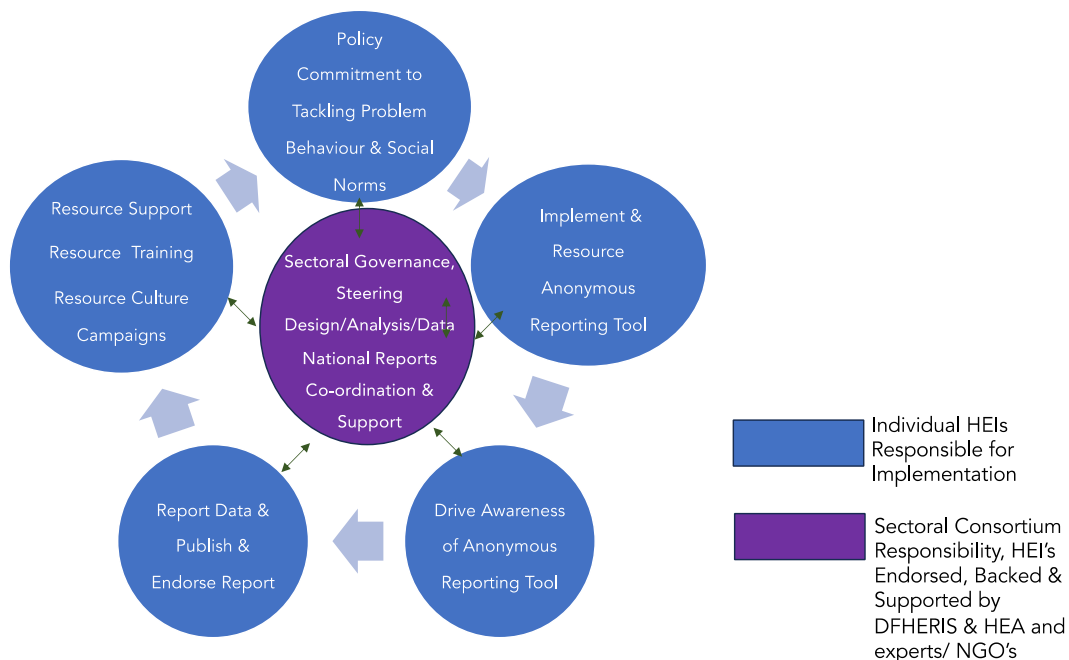 Policy
Commitment to
Tackling Problem
Behaviour & Social
Norms
Implement &
Resource
Anonymous
Reporting Tool
Drive Awareness
of Anonymous
Reporting Tool
Report Data &
Publish &
Endorse Report
Resource Support
Resource Training
Resource Culture
Campaigns
Sectoral Governance,
Steering
Design/Analysis/Data
National Reports
Co-ordination &
Support
Individual HEIs
Responsible for
Implementation
Sectoral Consortium
Responsibility, HEI's
Endorsed, Backed &
Supported by
DFHERIS & HEA and
experts/ NGO's